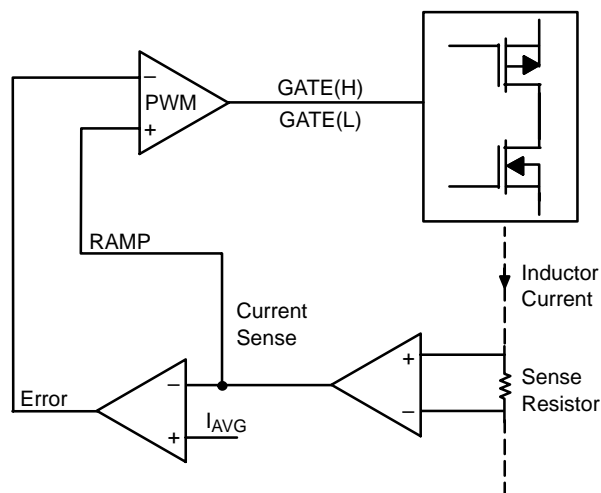 −
PWM
+
GATE(H)
GATE(L)
RAMP
Inductor
Current
Current
Sense
+
−
Sense
Resistor
Error
−
+
IAVG